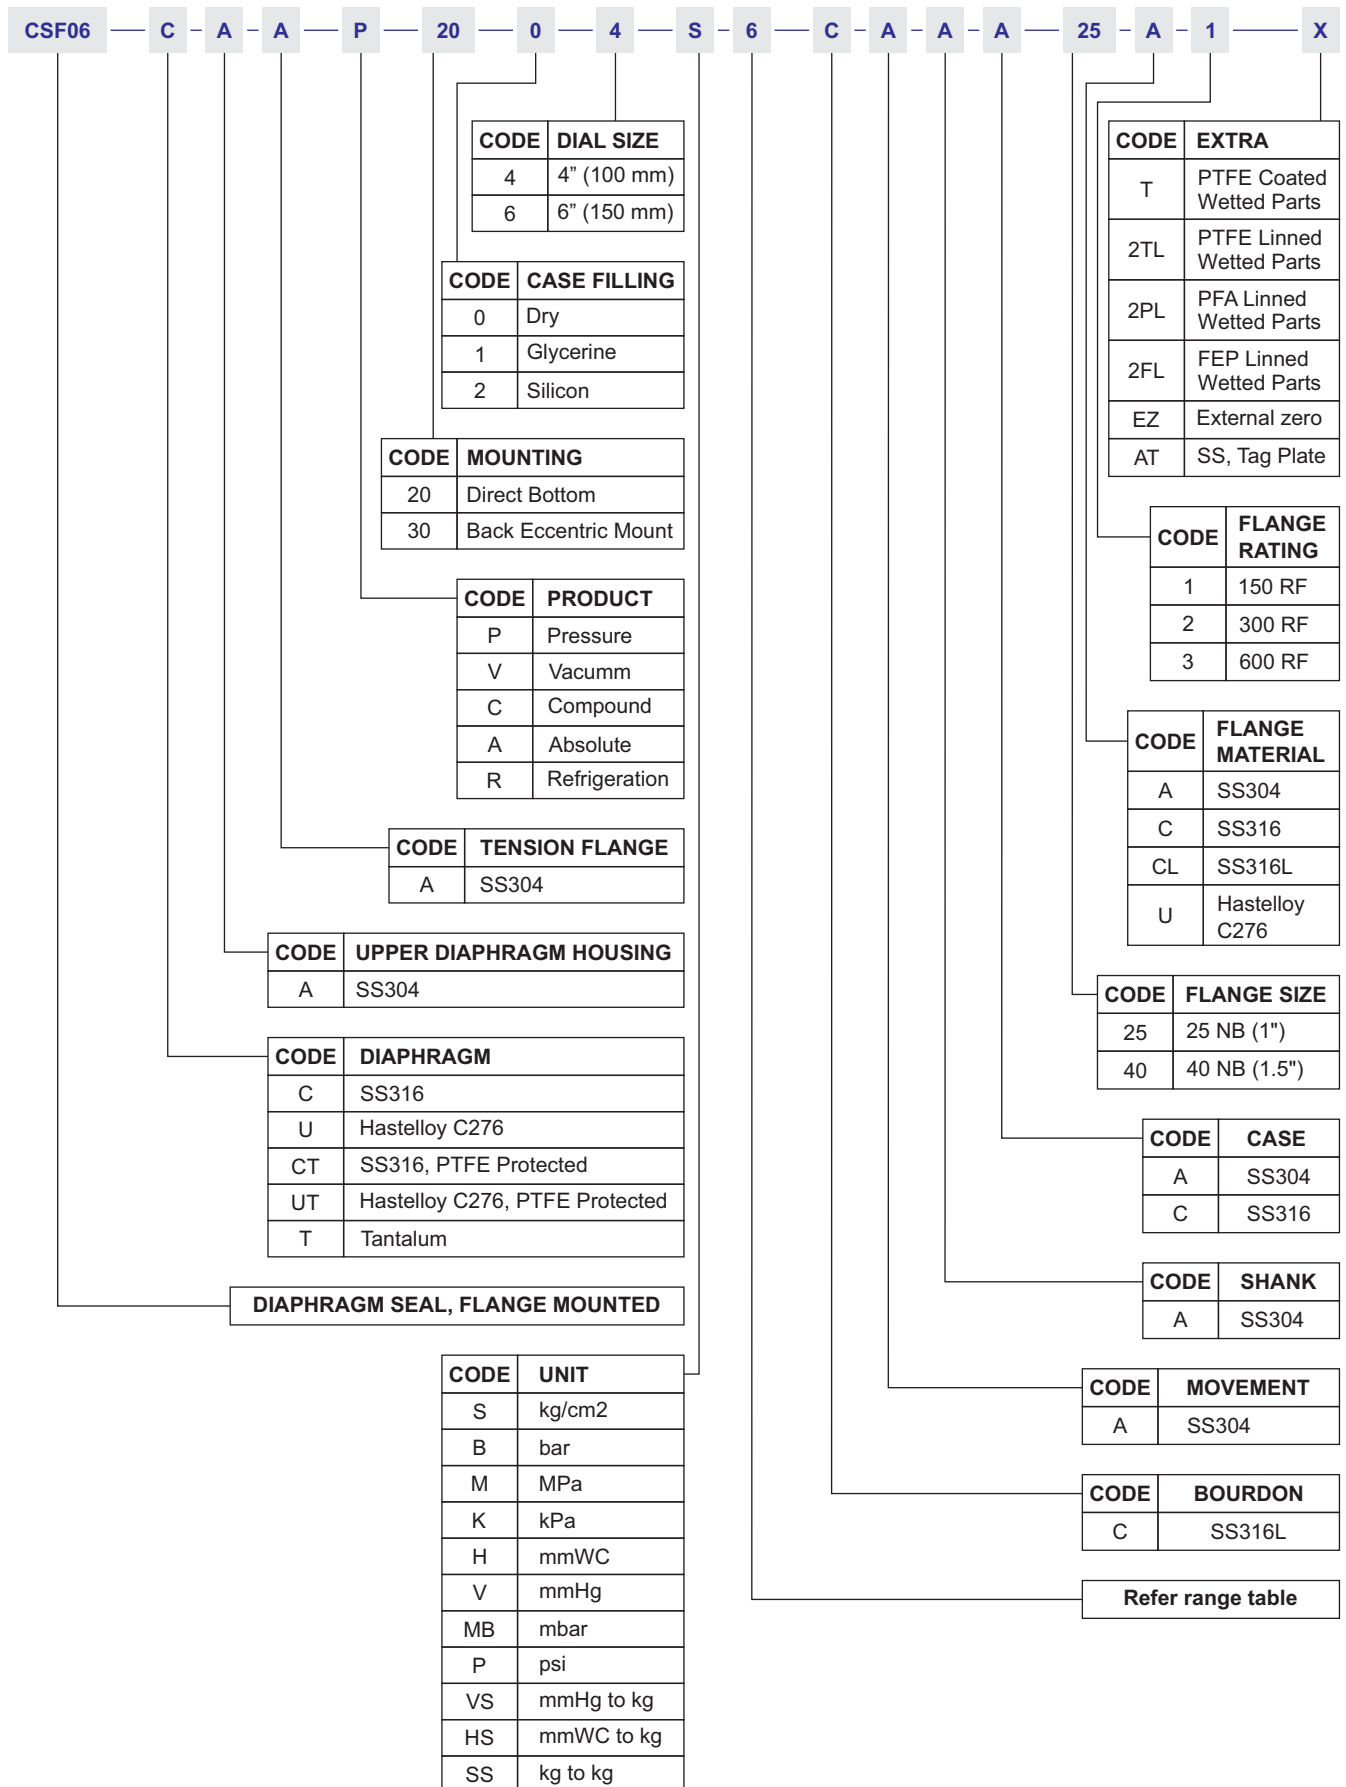 CSF06 C A A P 20 0 4 S 6 C A A A 25 A 1 X
CODE DIAL SIZE
4 4” (100 mm)
6 6” (150 mm)
CODE CASE FILLING
0 Dry
1 Glycerine
2 Silicon
CODE MOUNTING
20 Direct Bottom
30 Back Eccentric Mount
CODE PRODUCT
P Pressure
V Vacumm
C Compound
A Absolute
R Refrigeration
CODE TENSION FLANGE
A SS304
CODE UPPER DIAPHRAGM HOUSING
A SS304
CODE DIAPHRAGM
C SS316
U Hastelloy C276
CT SS316, PTFE Protected
UT Hastelloy C276, PTFE Protected
T Tantalum
DIAPHRAGM SEAL, FLANGE MOUNTED
CODE UNIT
S kg/cm2
B bar
M MPa
K kPa
H mmWC
V mmHg
MB mbar
P psi
VS mmHg to kg
HS mmWC to kg
SS kg to kg
CODE EXTRA
T PTFE Coated
Wetted Parts
2TL PTFE Linned
Wetted Parts
2PL PFA Linned
Wetted Parts
2FL FEP Linned
Wetted Parts
EZ External zero
AT SS, Tag Plate
CODE FLANGE
RATING
1 150 RF
2 300 RF
3 600 RF
CODE FLANGE
MATERIAL
A SS304
C SS316
CL SS316L
U Hastelloy
C276
CODE FLANGE SIZE
25 25 NB (1")
40 40 NB (1.5")
CODE CASE
A SS304
C SS316
CODE SHANK
A SS304
CODE MOVEMENT
A SS304
CODE BOURDON
C SS316L
Refer range table